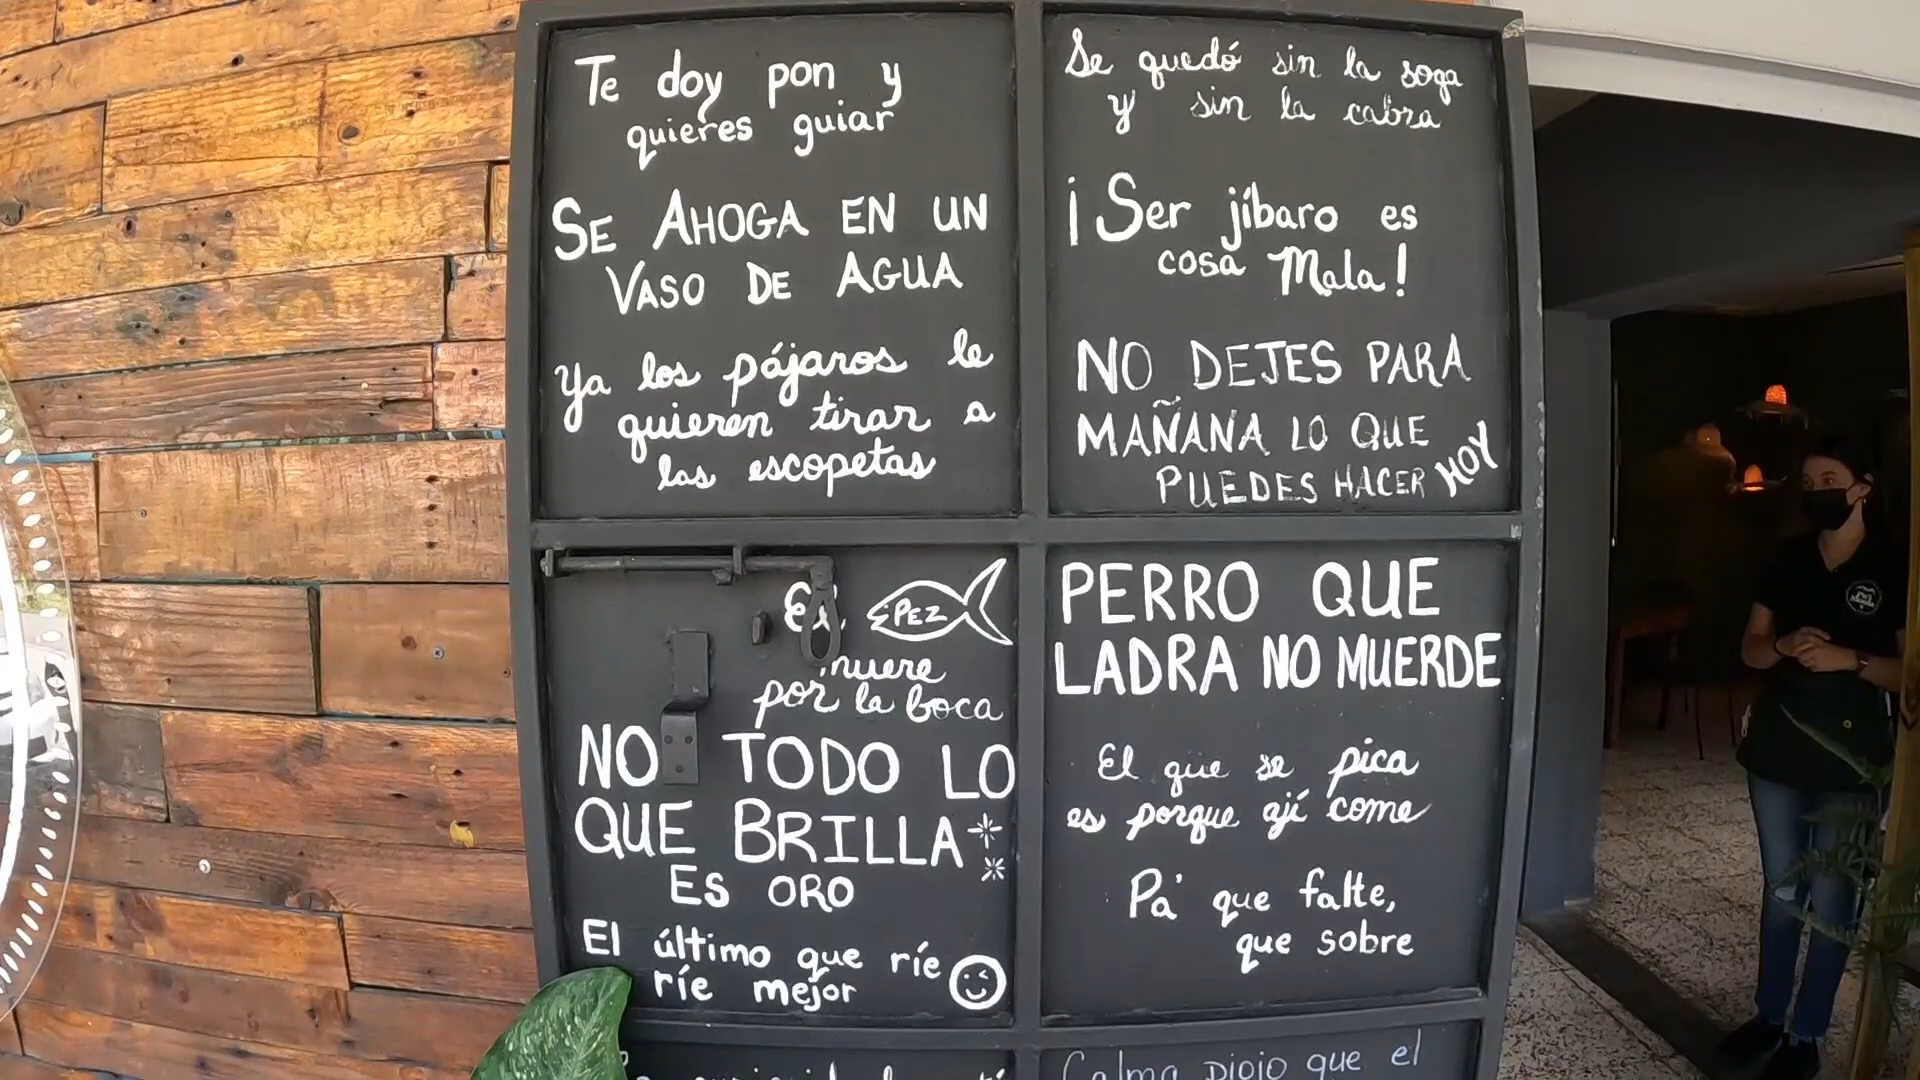 Te doy pon y
quieres guiar
SE AHOGA EN UN
VASO DE AGUA
Ya los pájaros le
quieren tirar a
las escopetas
Se quedó sin la soga
y sin la cabra
¡Ser jíbaro es
cosa Mala!
NO DEJES PARA
MAÑANA LO QUE
PUEDES HACER HOY
El PEZ
muere
por la boca
NO TODO LO
QUE BRILLA
ES ORO
El último que ríe
ríe mejor
PERRO QUE
LADRA NO MUERDE
El que se pica
es porque ají come
Pa' que falte,
que sobre
Calma piojo que el